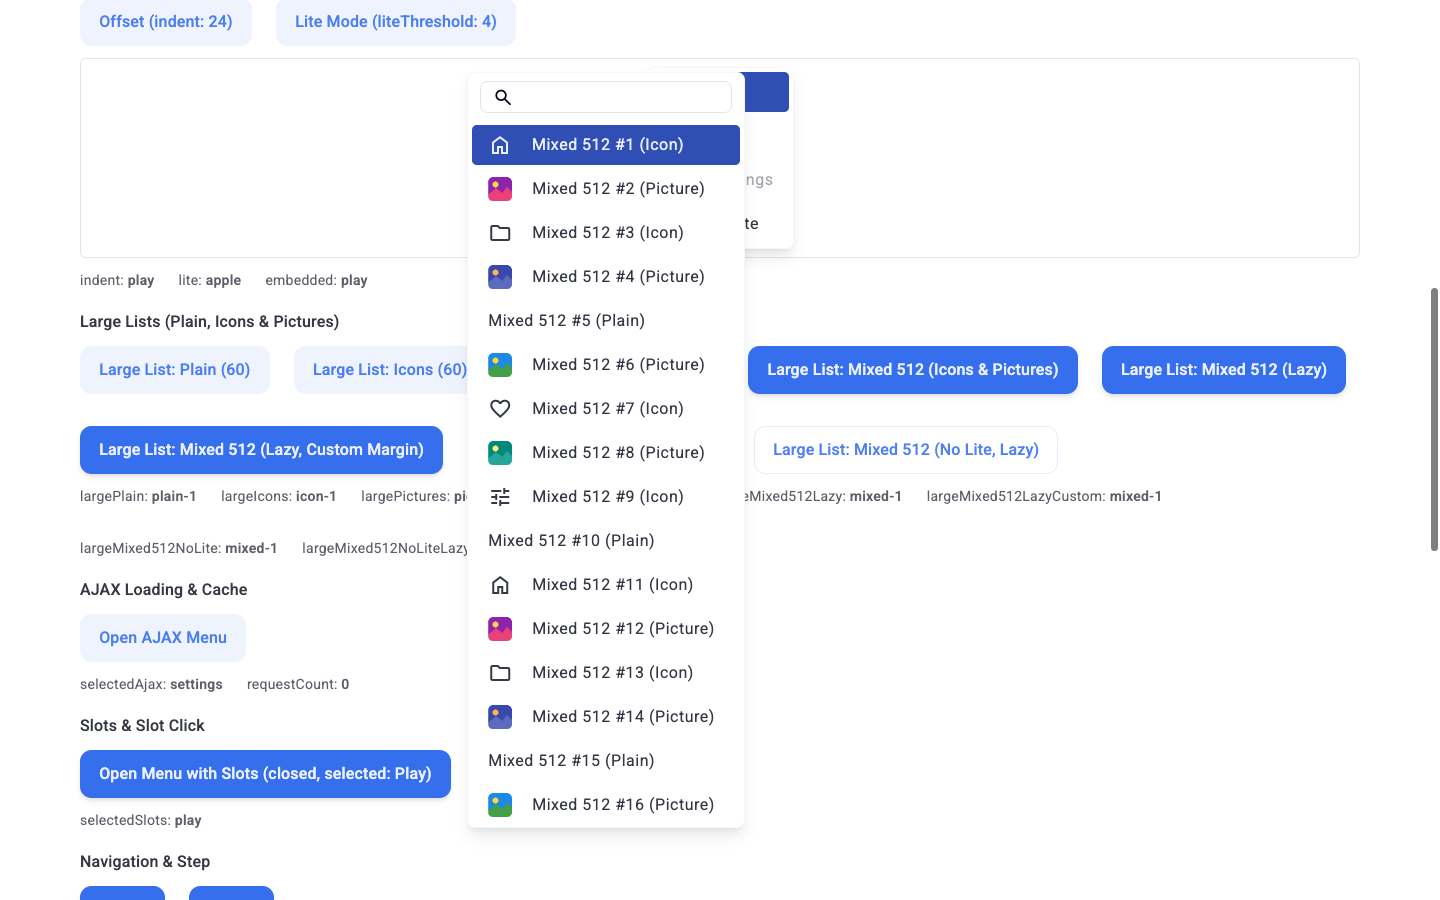 Offset (indent: 24)
Lite Mode (liteThreshold: 4)
Mixed 512 #1 (Icon)
Mixed 512 #2 (Picture)
Mixed 512 #3 (Icon)
Mixed 512 #4 (Picture)
Mixed 512 #5 (Plain)
Mixed 512 #6 (Picture)
Mixed 512 #7 (Icon)
Mixed 512 #8 (Picture)
Mixed 512 #9 (Icon)
Mixed 512 #10 (Plain)
Mixed 512 #11 (Icon)
Mixed 512 #12 (Picture)
Mixed 512 #13 (Icon)
Mixed 512 #14 (Picture)
Mixed 512 #15 (Plain)
Mixed 512 #16 (Picture)
indent: play lite: apple embedded: play
Large Lists (Plain, Icons & Pictures)
Large List: Plain (60)
Large List: Icons (60)
Large List: Mixed 512 (Icons & Pictures)
Large List: Mixed 512 (Lazy)
Large List: Mixed 512 (Lazy, Custom Margin)
Large List: Mixed 512 (No Lite, Lazy)
largePlain: plain-1 largeIcons: icon-1 largePictures: mixed-1 largeMixed512LazyCustom: mixed-1
largeMixed512NoLite: mixed-1 largeMixed512NoLiteLazy
AJAX Loading & Cache
Open AJAX Menu
selectedAjax: settings requestCount: 0
Slots & Slot Click
Open Menu with Slots (closed, selected: Play)
selectedSlots: play
Navigation & Step